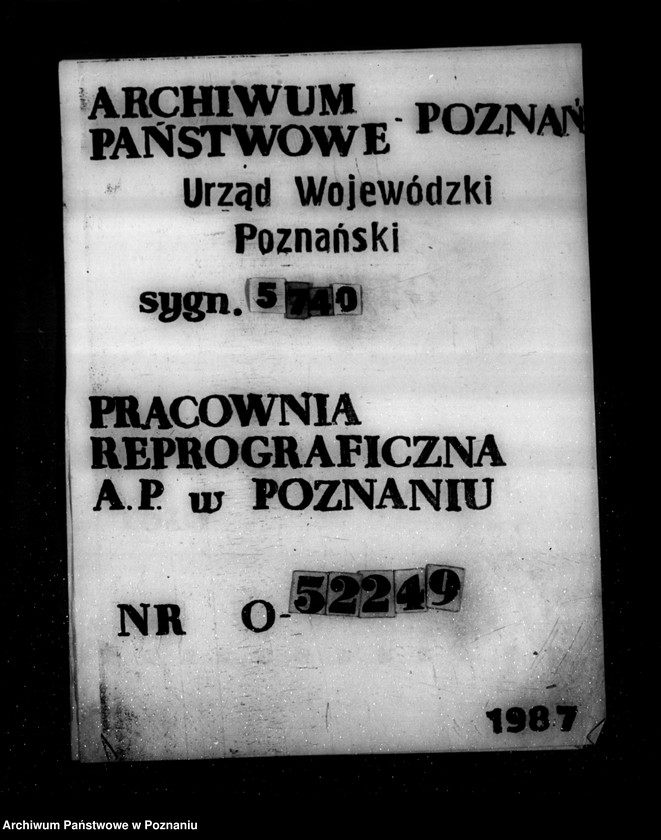 ARCHIWUM
PAŃSTWOWE - POZNAŃ
Urząd Wojewódzki
Poznański
sygn. 5740
PRACOWNIA
REPROGRAFICZNA
A.P. w POZNANIU
NR O-52249
1987
Archiwum Państwowe w Poznaniu